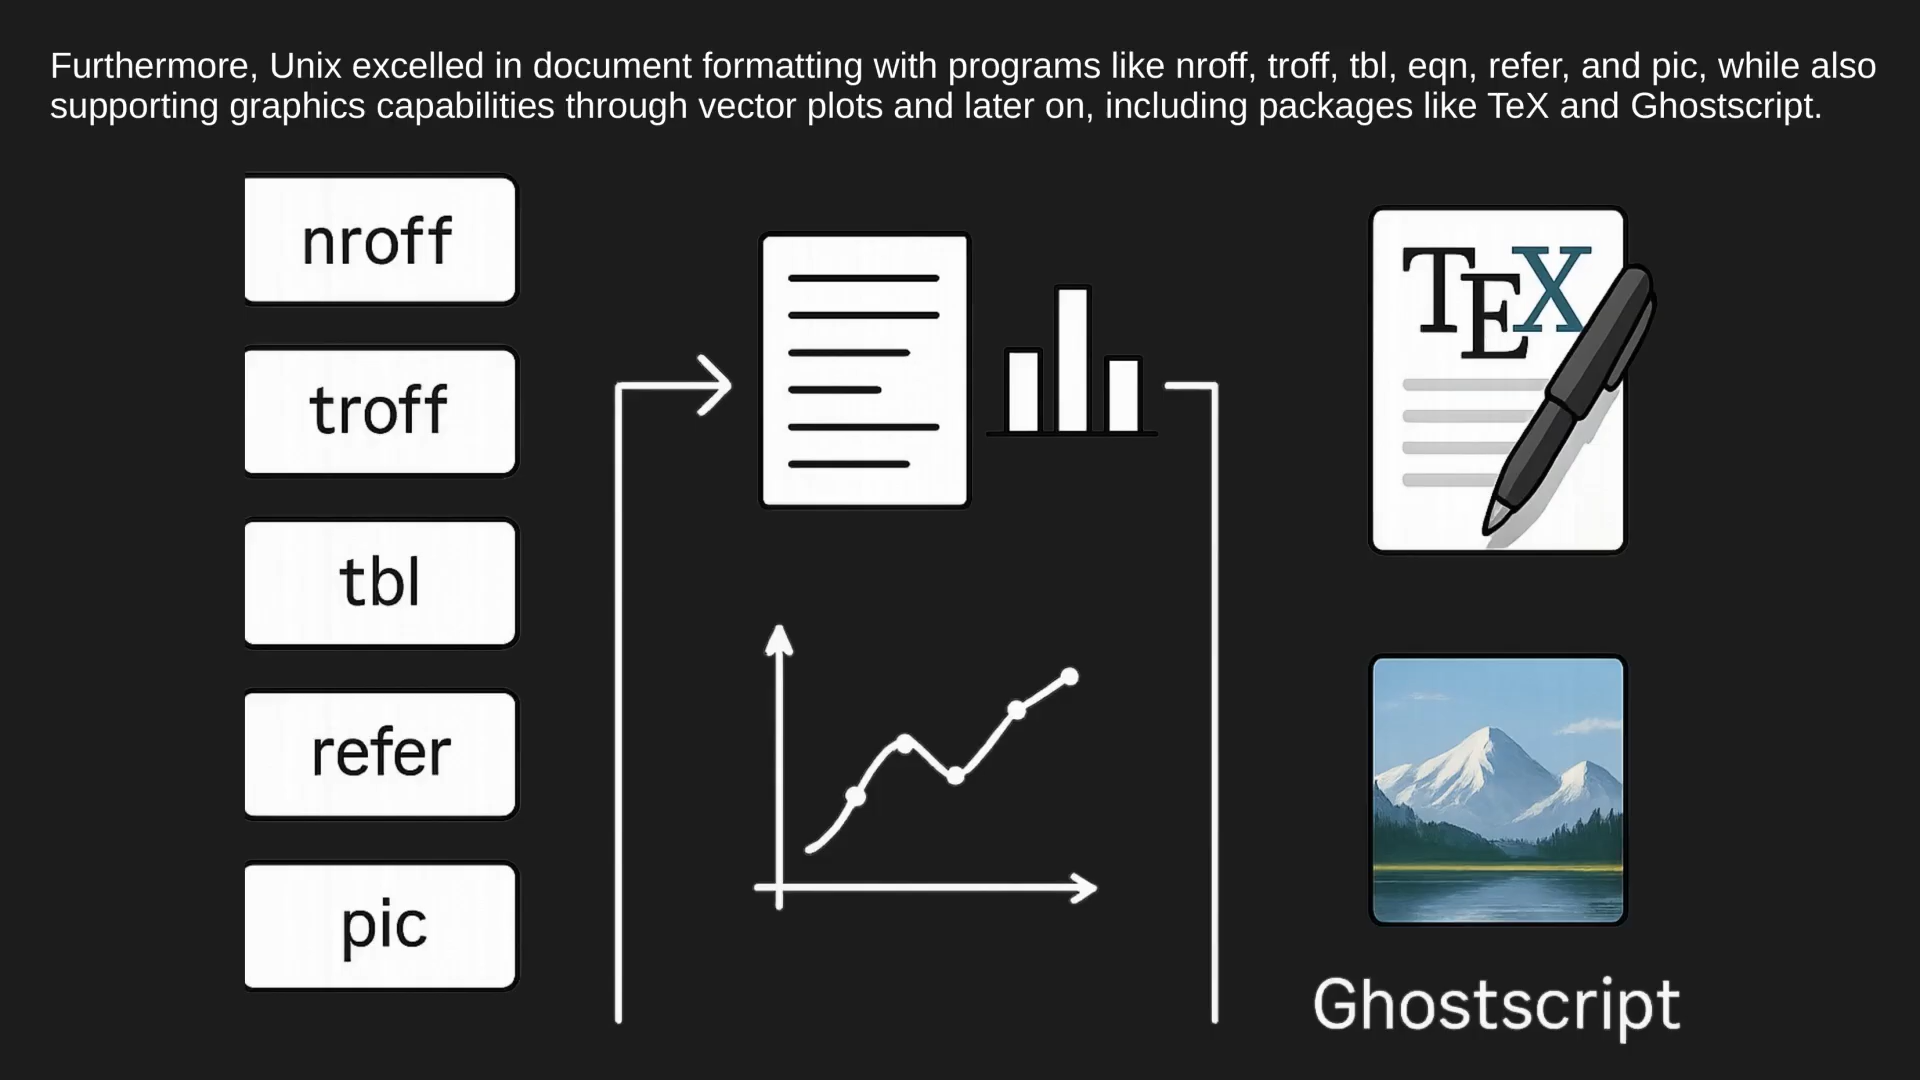 Furthermore, Unix excelled in document formatting with programs like nroff, troff, tbl, eqn, refer, and pic, while also
supporting graphics capabilities through vector plots and later on, including packages like TeX and Ghostscript.
nroff
troff
tbl
refer
pic
TEX
Ghostscript